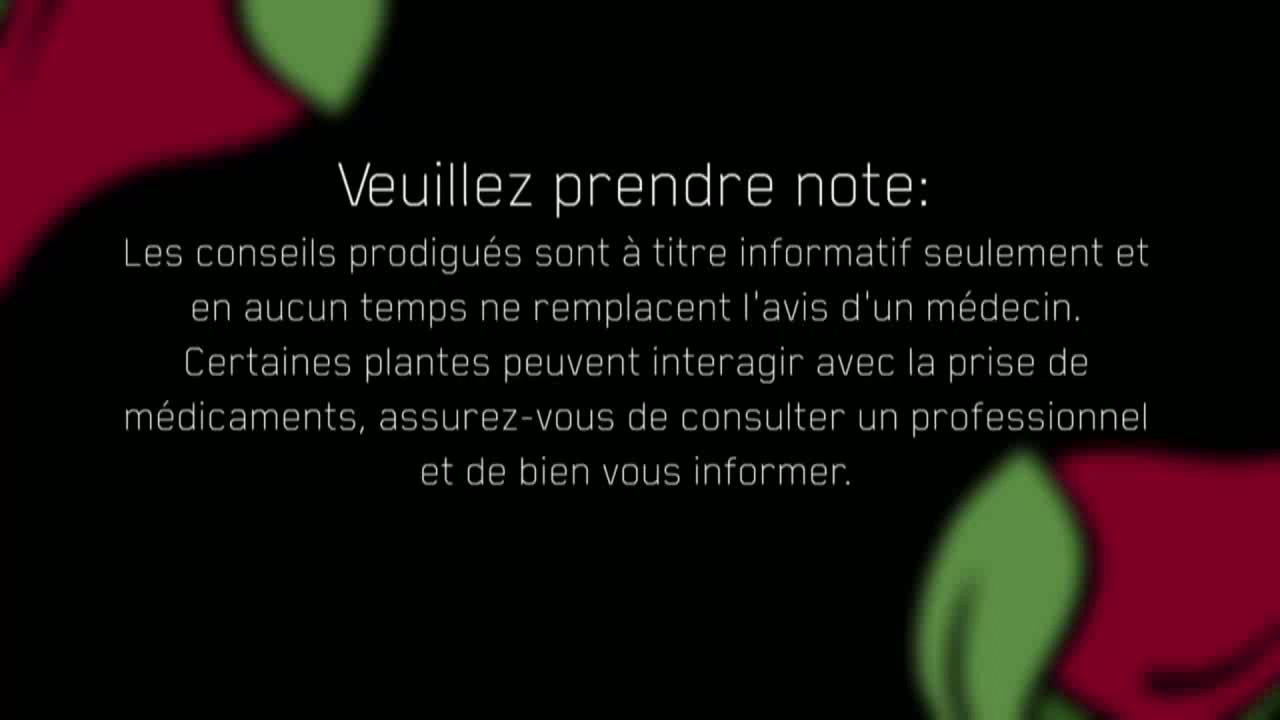 Veuillez prendre note:
Les conseils prodigués sont à titre informatif seulement et
en aucun temps ne remplacent l'avis d'un médecin.
Certaines plantes peuvent interagir avec la prise de
médicaments, assurez-vous de consulter un professionnel
et de bien vous informer.